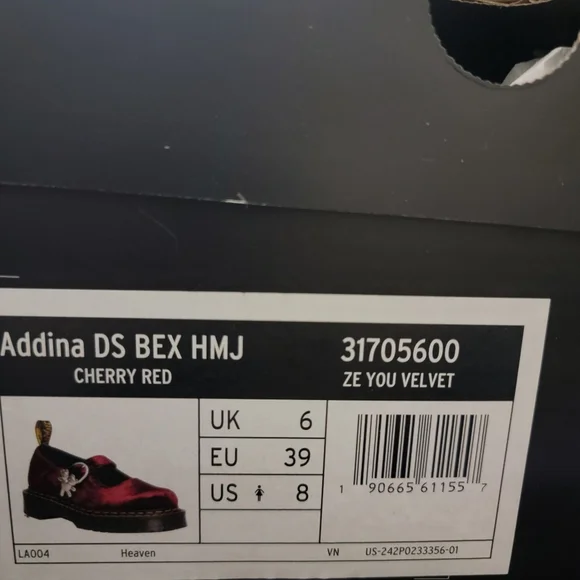 Addina DS BEX HMJ
CHERRY RED
31705600
ZE YOU VELVET
UK 6
EU 39
US 8
1 90665 61155 7
LA004 Heaven VN US-242P0233356-01